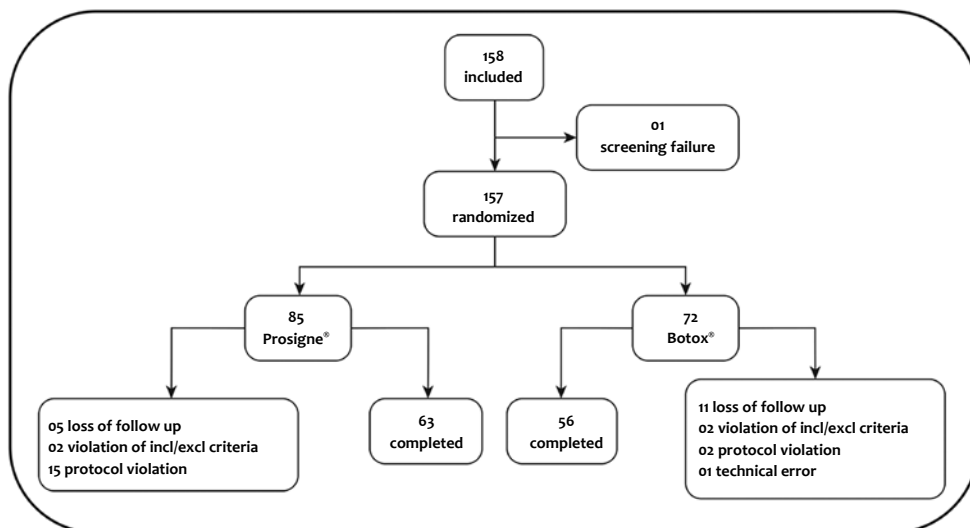 158
included
01
screening failure
157
randomized
85
Prosigne®
72
Botox®
05 loss of follow up
02 violation of incl/excl criteria
15 protocol violation
63
completed
56
completed
11 loss of follow up
02 violation of incl/excl criteria
02 protocol violation
01 technical error